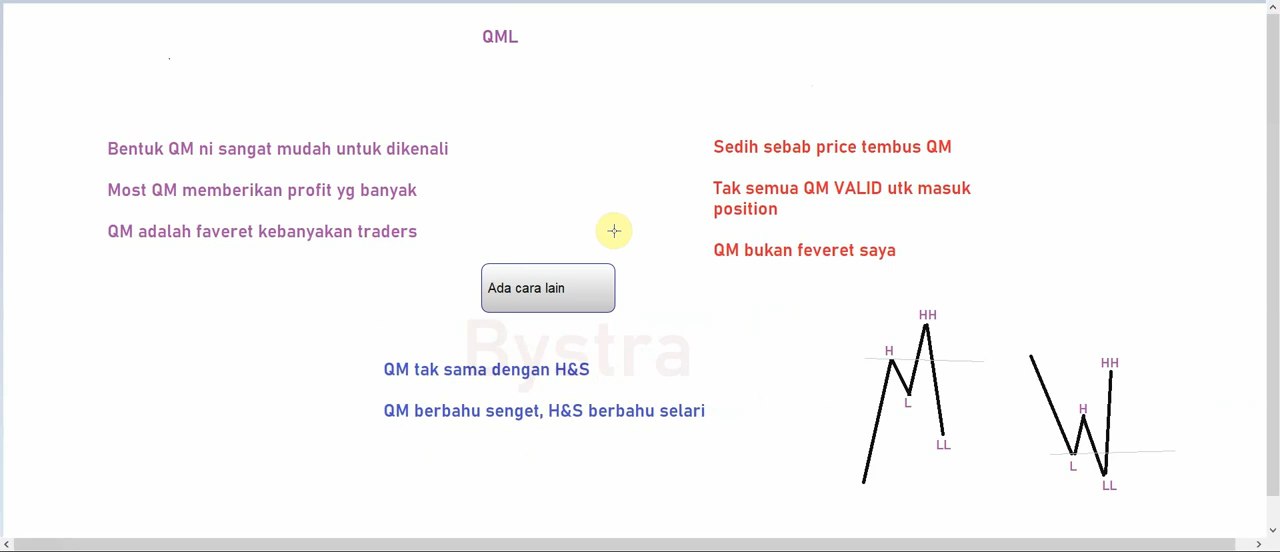 QML
Bentuk QM ni sangat mudah untuk dikenali
Most QM memberikan profit yg banyak
QM adalah faveret kebanyakan traders
Sedih sebab price tembus QM
Tak semua QM VALID utk masuk
position
QM bukan feveret saya
Ada cara lain
Bystra
QM tak sama dengan H&S
QM berbahu senget, H&S berbahu selari
HH
H
L
LL
HH
H
L
LL